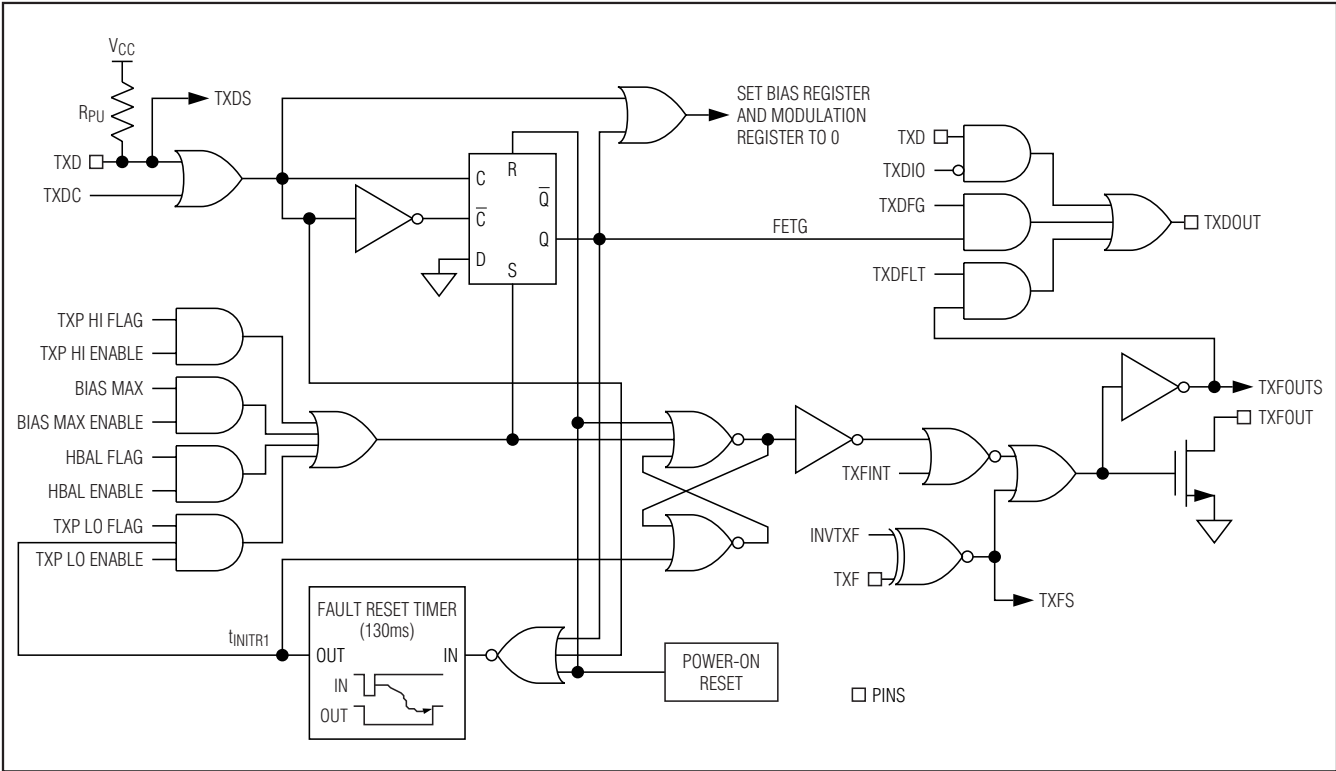 VCC
RPU
TXDS
TXD
TXDC
C
C
D
R
S
Q
Q
SET BIAS REGISTER
AND MODULATION
REGISTER TO 0
FETG
TXD
TXDIO
TXDFG
TXDFLT
TXDOUT
TXP HI FLAG
TXP HI ENABLE
BIAS MAX
BIAS MAX ENABLE
HBAL FLAG
HBAL ENABLE
TXP LO FLAG
TXP LO ENABLE
TXFOUTS
TXFOUT
TXFINT
INVTXF
TXF
TXFS
tINITR1
FAULT RESET TIMER
(130ms)
OUT
IN
IN
OUT
POWER-ON
RESET
PINS